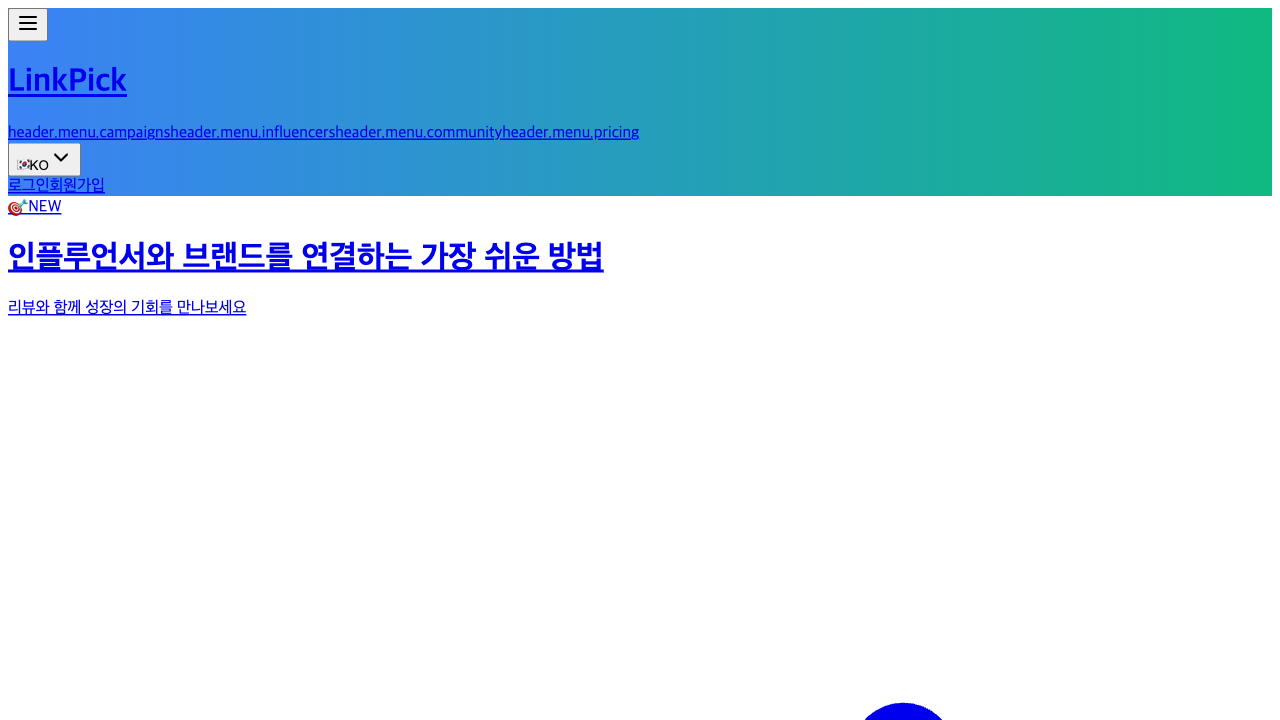 LinkPick
header.menu.campaignsheader.menu.influencersheader.menu.communityheader.menu.pricing
🇰🇷KO
로그인회원가입
🎯NEW
인플루언서와 브랜드를 연결하는 가장 쉬운 방법
리뷰와 함께 성장의 기회를 만나보세요